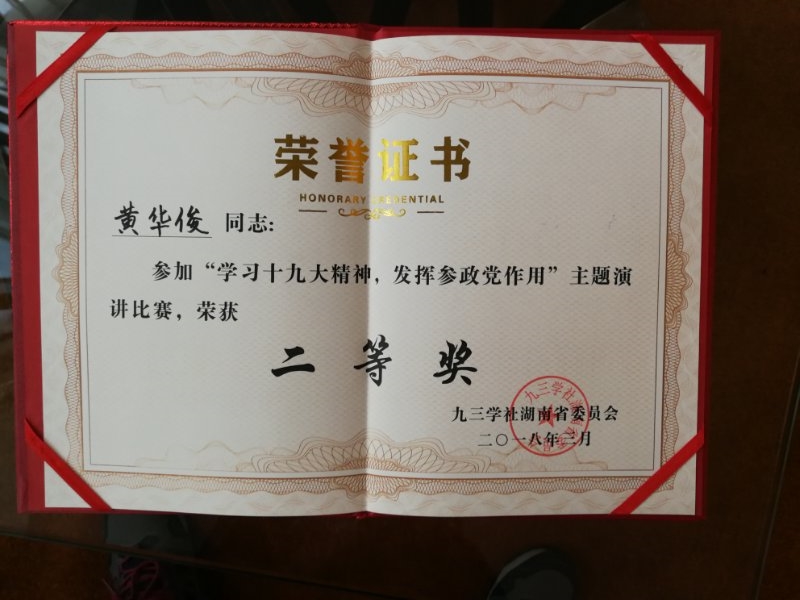 荣誉证书
HONORARY CREDENTIAL
黄华俊 同志：
参加“学习十九大精神，发挥参政党作用”主题演
讲比赛，荣获
二等奖
九三学社湖南省委员会
二〇一八年三月